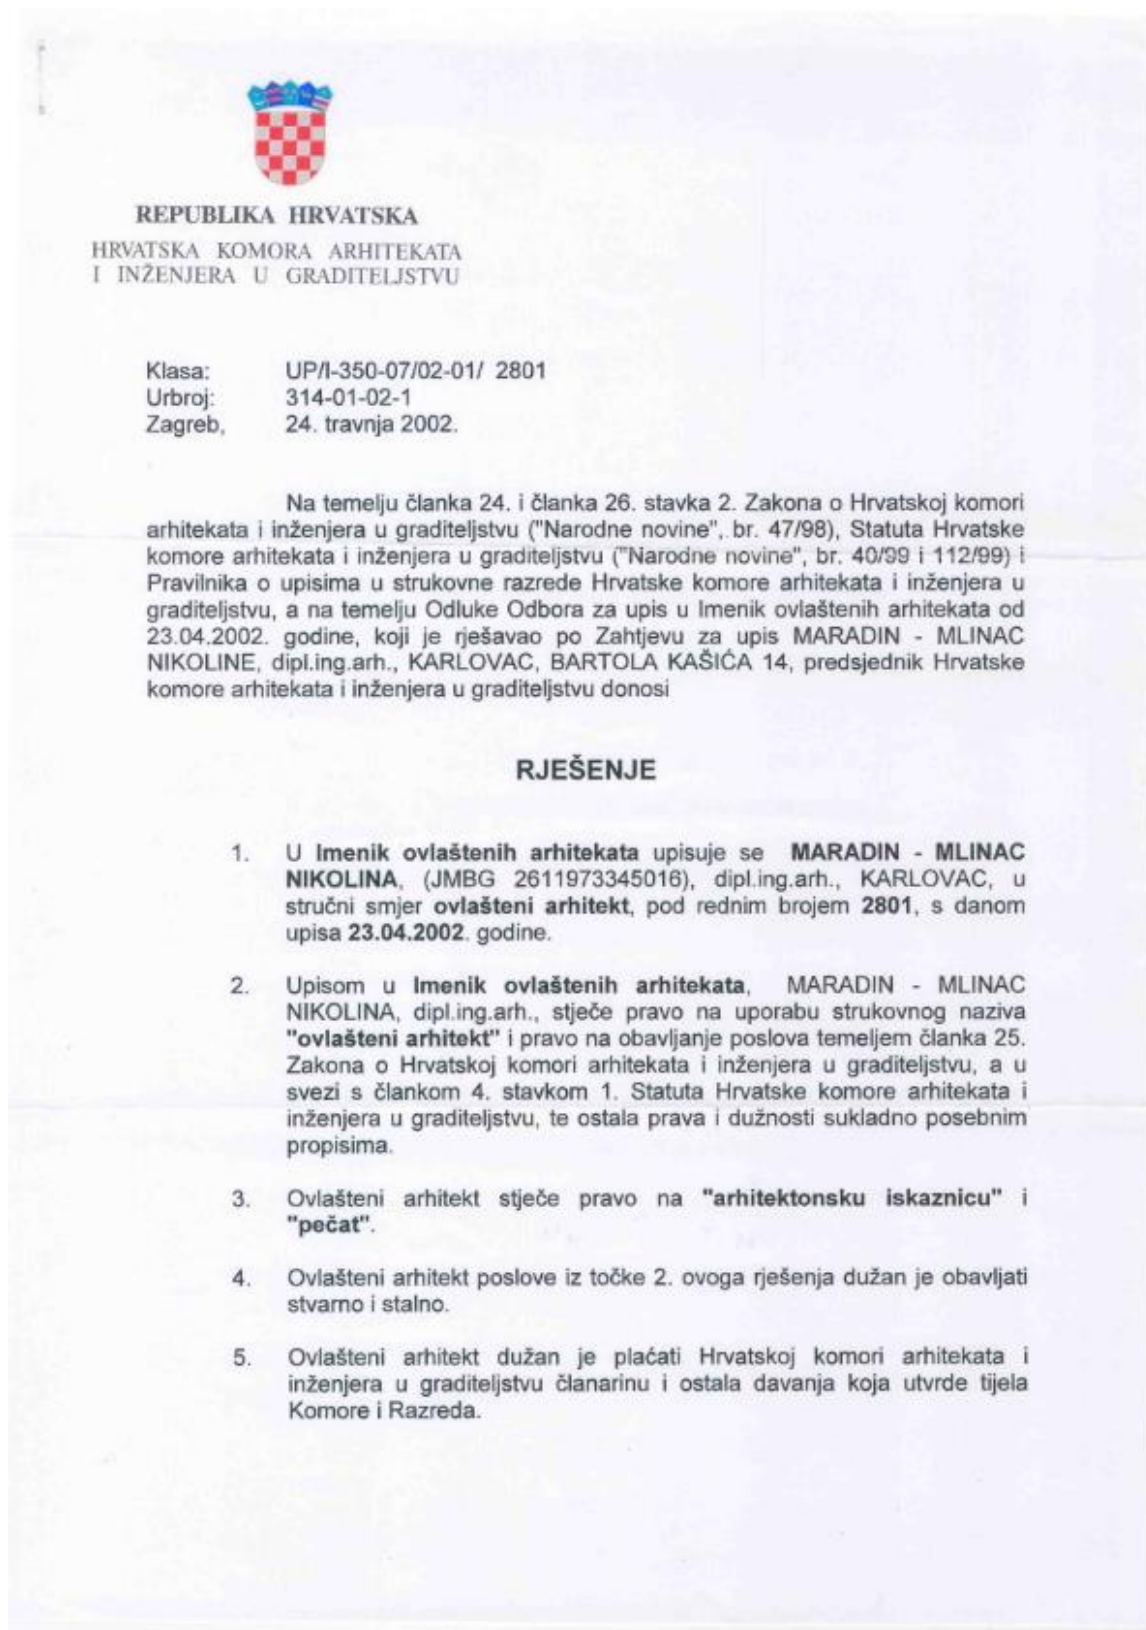 REPUBLIKA HRVATSKA
HRVATSKA KOMORA ARHITEKATA
I INŽENJERA U GRADITELJSTVU
Klasa: UP/I-350-07/02-01/ 2801
Urbroj: 314-01-02-1
Zagreb, 24. travnja 2002.
Na temelju članka 24. i članka 26. stavka 2. Zakona o Hrvatskoj komori
arhitekata i inženjera u graditeljstvu ("Narodne novine", br. 47/98), Statuta Hrvatske
komore arhitekata i inženjera u graditeljstvu ("Narodne novine", br. 40/99 i 112/99) i
Pravilnika o upisima u strukovne razrede Hrvatske komore arhitekata i inženjera u
graditeljstvu, a na temelju Odluke Odbora za upis u Imenik ovlaštenih arhitekata od
23.04.2002. godine, koji je rješavao po Zahtjevu za upis MARADIN - MLINAC
NIKOLINE, dipl.ing.arh., KARLOVAC, BARTOLA KAŠIĆA 14, predsjednik Hrvatske
komore arhitekata i inženjera u graditeljstvu donosi
RJEŠENJE
1. U Imenik ovlaštenih arhitekata upisuje se MARADIN - MLINAC
NIKOLINA, (JMBG 2611973345016), dipl.ing.arh., KARLOVAC, u
stručni smjer ovlašteni arhitekt, pod rednim brojem 2801, s danom
upisa 23.04.2002. godine.
2. Upisom u Imenik ovlaštenih arhitekata, MARADIN - MLINAC
NIKOLINA, dipl.ing.arh., stječe pravo na uporabu strukovnog naziva
"ovlašteni arhitekt" i pravo na obavljanje poslova temeljem članka 25.
Zakona o Hrvatskoj komori arhitekata i inženjera u graditeljstvu, a u
svezi s člankom 4. stavkom 1. Statuta Hrvatske komore arhitekata i
inženjera u graditeljstvu, te ostala prava i dužnosti sukladno posebnim
propisima.
3. Ovlašteni arhitekt stječe pravo na "arhitektonsku iskaznicu" i
"pečat".
4. Ovlašteni arhitekt poslove iz točke 2. ovoga rješenja dužan je obavljati
stvarno i stalno.
5. Ovlašteni arhitekt dužan je plaćati Hrvatskoj komori arhitekata i
inženjera u graditeljstvu članarinu i ostala davanja koja utvrde tijela
Komore i Razreda.